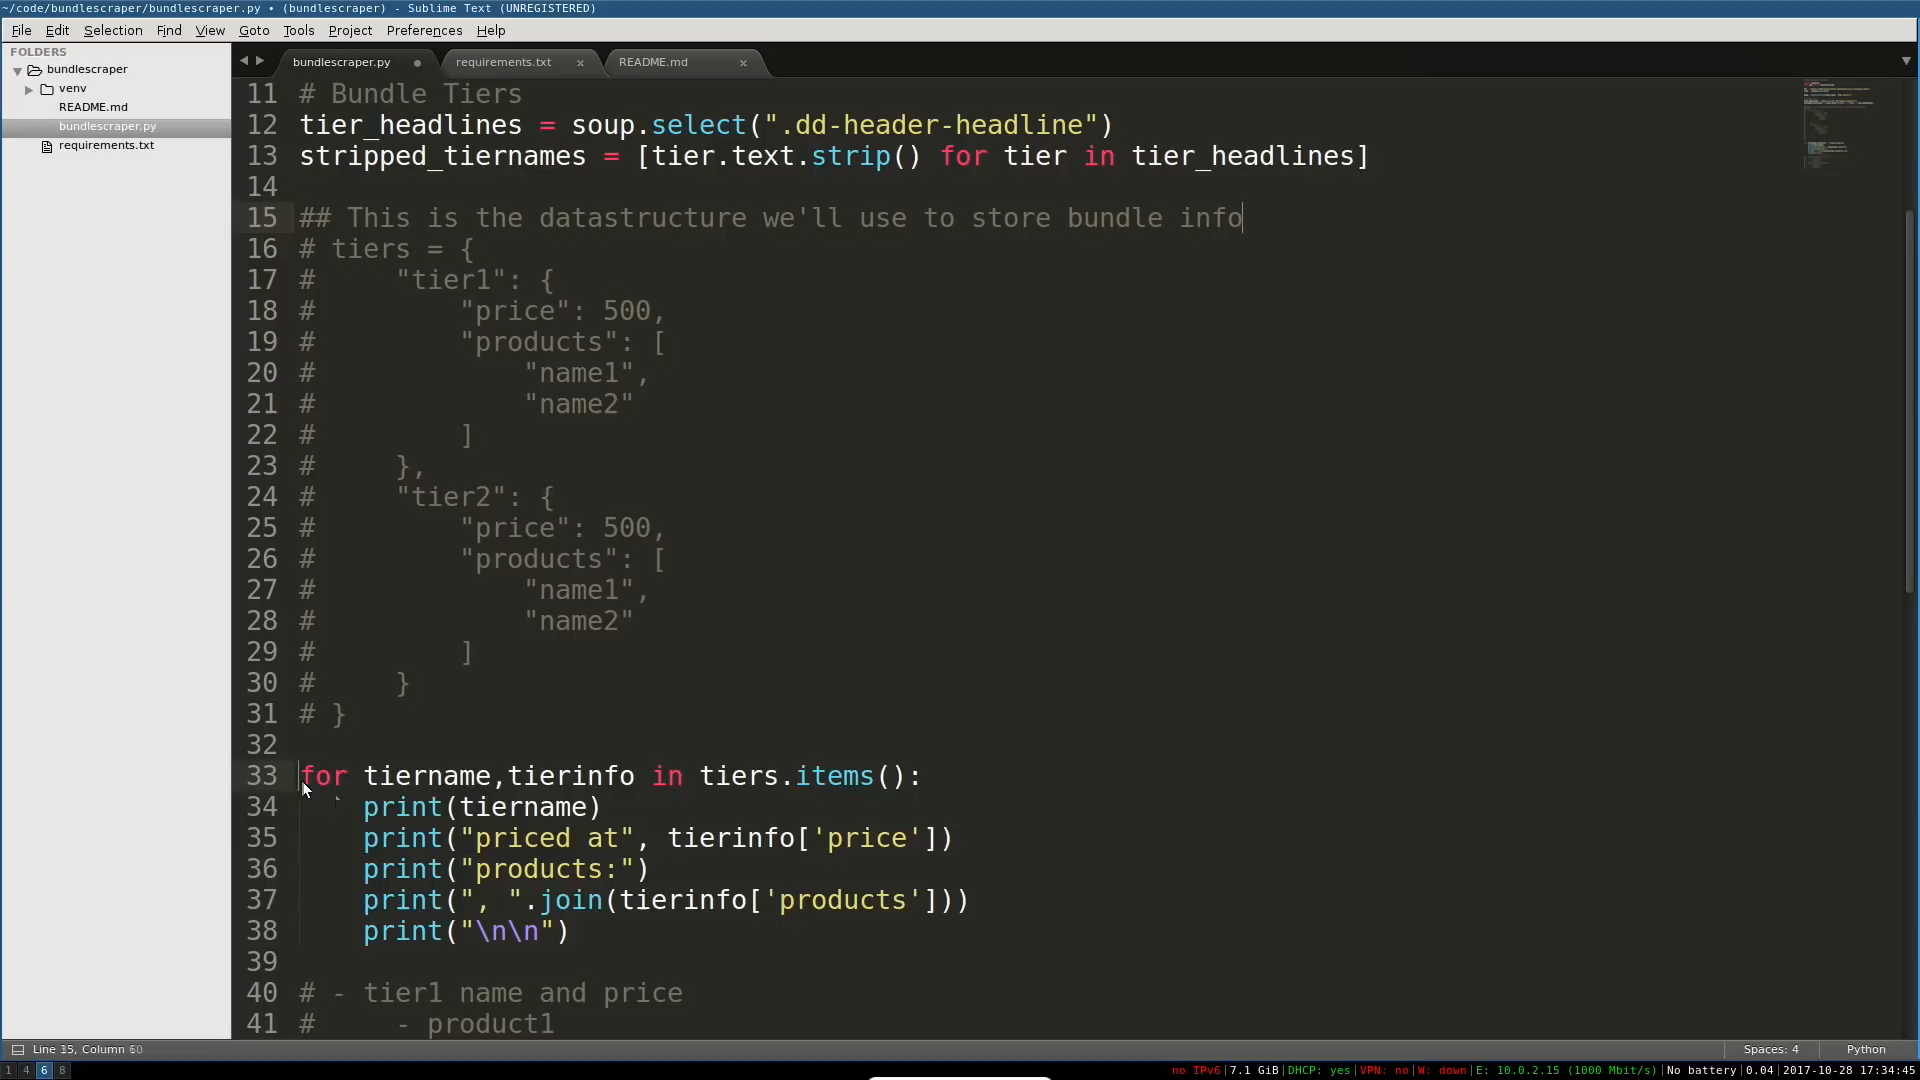 ~/code/bundlescraper/bundlescraper.py • (bundlescraper) - Sublime Text (UNREGISTERED)
File Edit Selection Find View Goto Tools Project Preferences Help
FOLDERS
bundlescraper
venv
README.md
bundlescraper.py
requirements.txt
bundlescraper.py requirements.txt README.md
11 # Bundle Tiers
12 tier_headlines = soup.select(".dd-header-headline")
13 stripped_tiernames = [tier.text.strip() for tier in tier_headlines]
14
15 ## This is the datastructure we'll use to store bundle info
16 # tiers = {
17 #     "tier1": {
18 #         "price": 500,
19 #         "products": [
20 #             "name1",
21 #             "name2"
22 #         ]
23 #     },
24 #     "tier2": {
25 #         "price": 500,
26 #         "products": [
27 #             "name1",
28 #             "name2"
29 #         ]
30 #     }
31 # }
32
33 for tiername,tierinfo in tiers.items():
34     print(tiername)
35     print("priced at", tierinfo['price'])
36     print("products:")
37     print(", ".join(tierinfo['products']))
38     print("\n\n")
39
40 # - tier1 name and price
41 #     - product1
Line 15, Column 60 Spaces: 4 Python
1 4 6 8 no IPv6|7.1 GiB|DHCP: yes|VPN: no|W: down|E: 10.0.2.15 (1000 Mbit/s)|No battery|0.04|2017-10-28 17:34:45